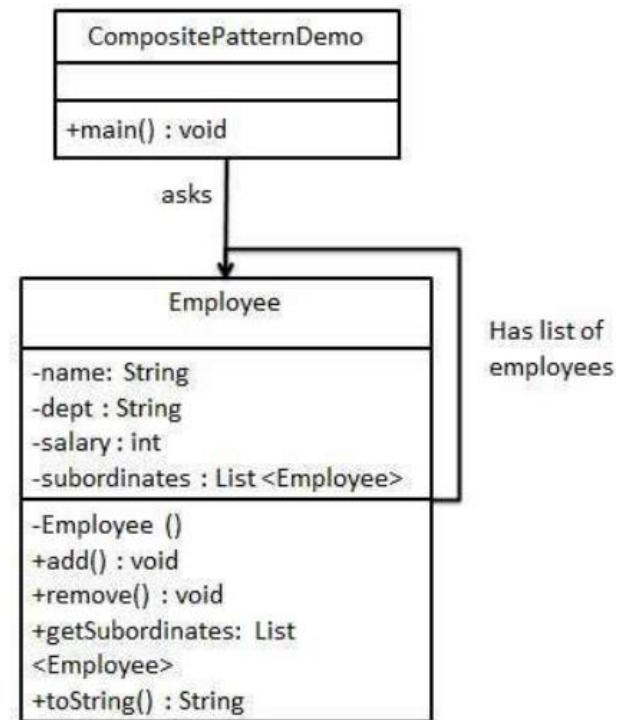 CompositePatternDemo
+main() : void
asks
Employee
-name: String
-dept : String
-salary : int
-subordinates : List <Employee>
Has list of
employees
-Employee ()
+add() : void
+remove() : void
+getSubordinates: List
<Employee>
+toString() : String